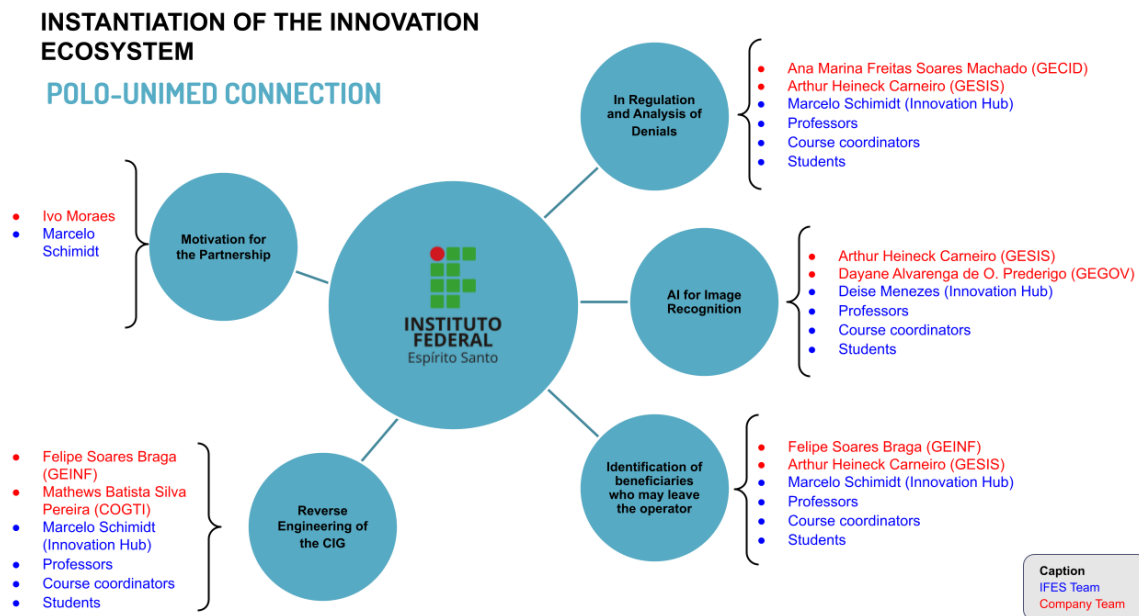 INSTANTIATION OF THE INNOVATION
ECOSYSTEM
POLO-UNIMED CONNECTION
In Regulation
and Analysis of
Denials
Ana Marina Freitas Soares Machado (GECID)
Arthur Heineck Carneiro (GESIS)
Marcelo Schimidt (Innovation Hub)
Professors
Course coordinators
Students
Ivo Moraes
Marcelo
Schimidt
Motivation for
the Partnership
INSTITUTO
FEDERAL
Espírito Santo
AI for Image
Recognition
Arthur Heineck Carneiro (GESIS)
Dayane Alvarenga de O. Prederigo (GEGOV)
Deise Menezes (Innovation Hub)
Professors
Course coordinators
Students
Felipe Soares Braga
(GEINF)
Mathews Batista Silva
Pereira (COGTI)
Marcelo Schimidt
(Innovation Hub)
Professors
Course coordinators
Students
Reverse
Engineering of
the CIG
Identification of
beneficiaries
who may leave
the operator
Felipe Soares Braga (GEINF)
Arthur Heineck Carneiro (GESIS)
Marcelo Schimidt (Innovation Hub)
Professors
Course coordinators
Students
Caption
IFES Team
Company Team